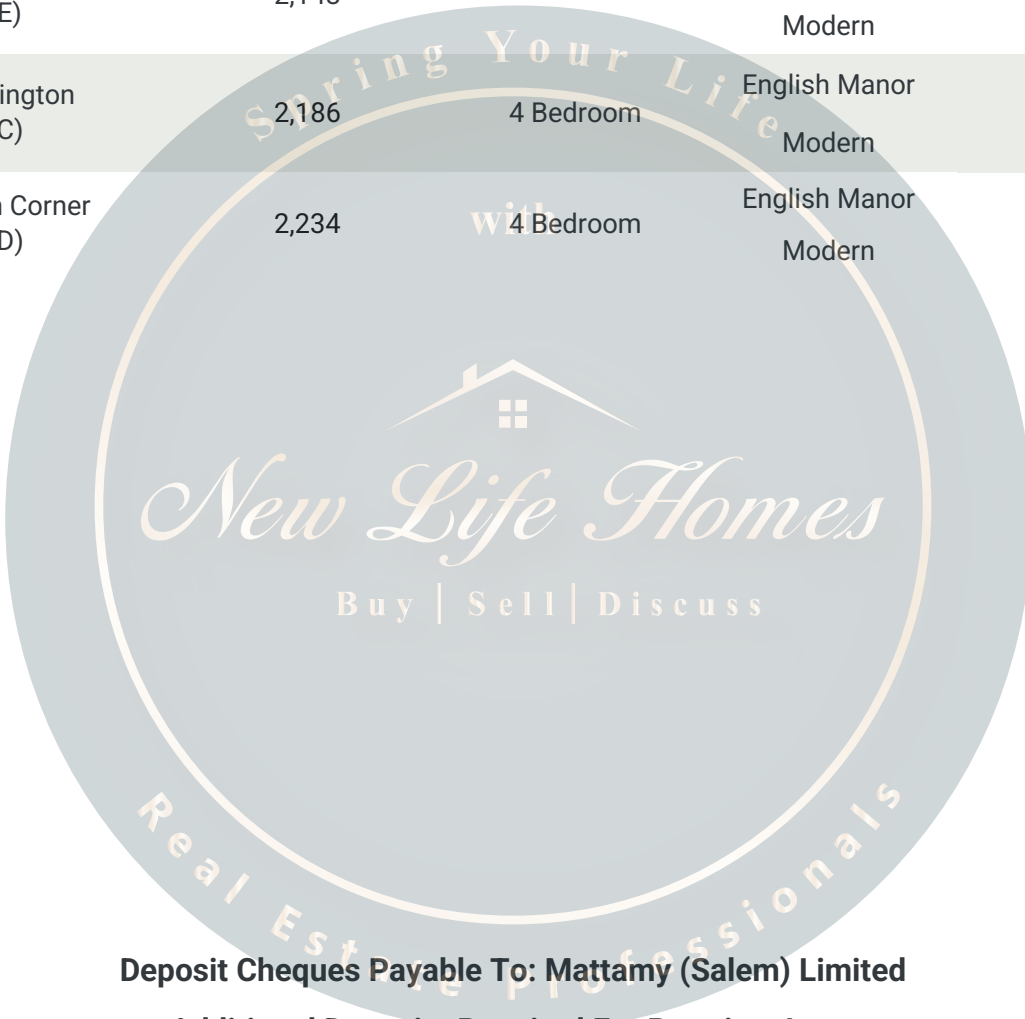 Modern
English Manor
2,186 4 Bedroom
C) Modern
Corner English Manor
2,234 4 Bedroom
D) Modern
Spring Your Life
with
New Life Homes
Buy | Sell | Discuss
Real Estate Professionals
Deposit Cheques Payable To: Mattamy (Salem) Limited